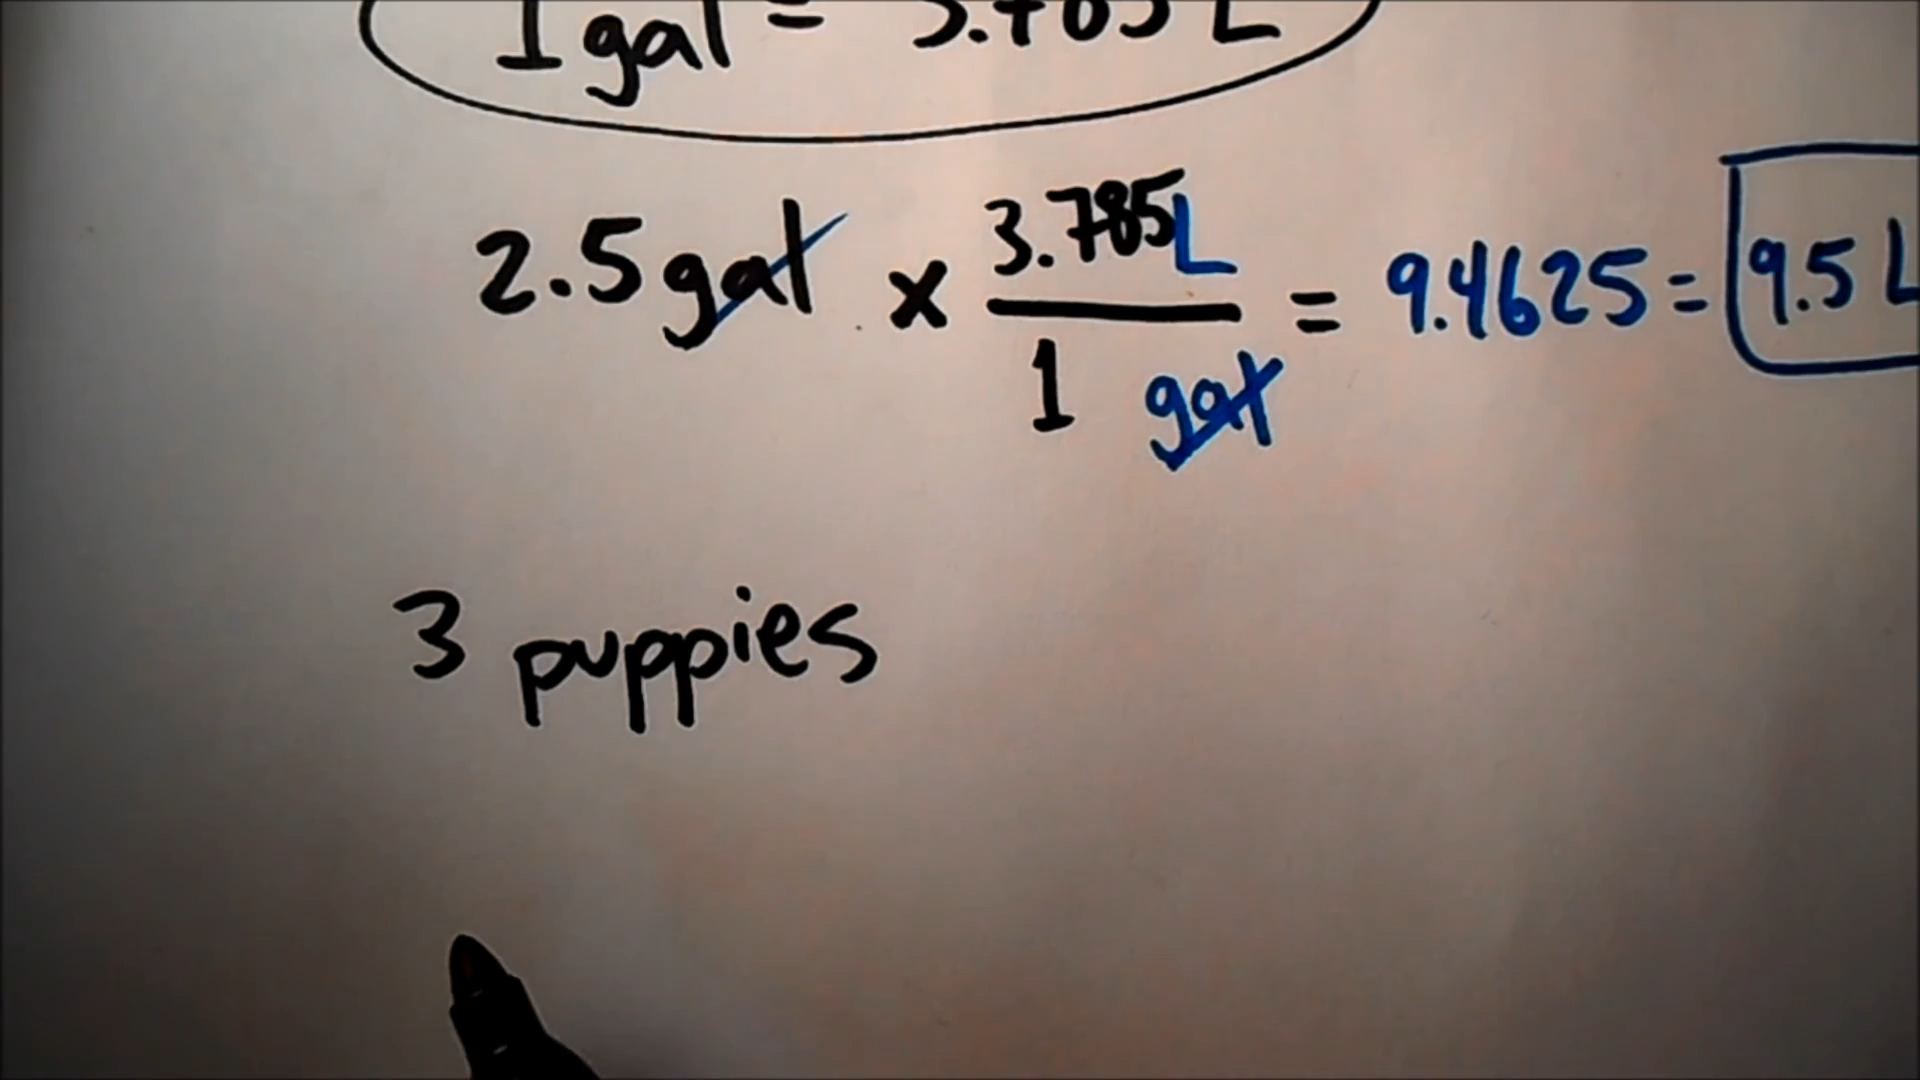 1 gal = 3.785 L
2.5 gal x 3.785 L / 1 gal = 9.4625 = 9.5 L
3 puppies